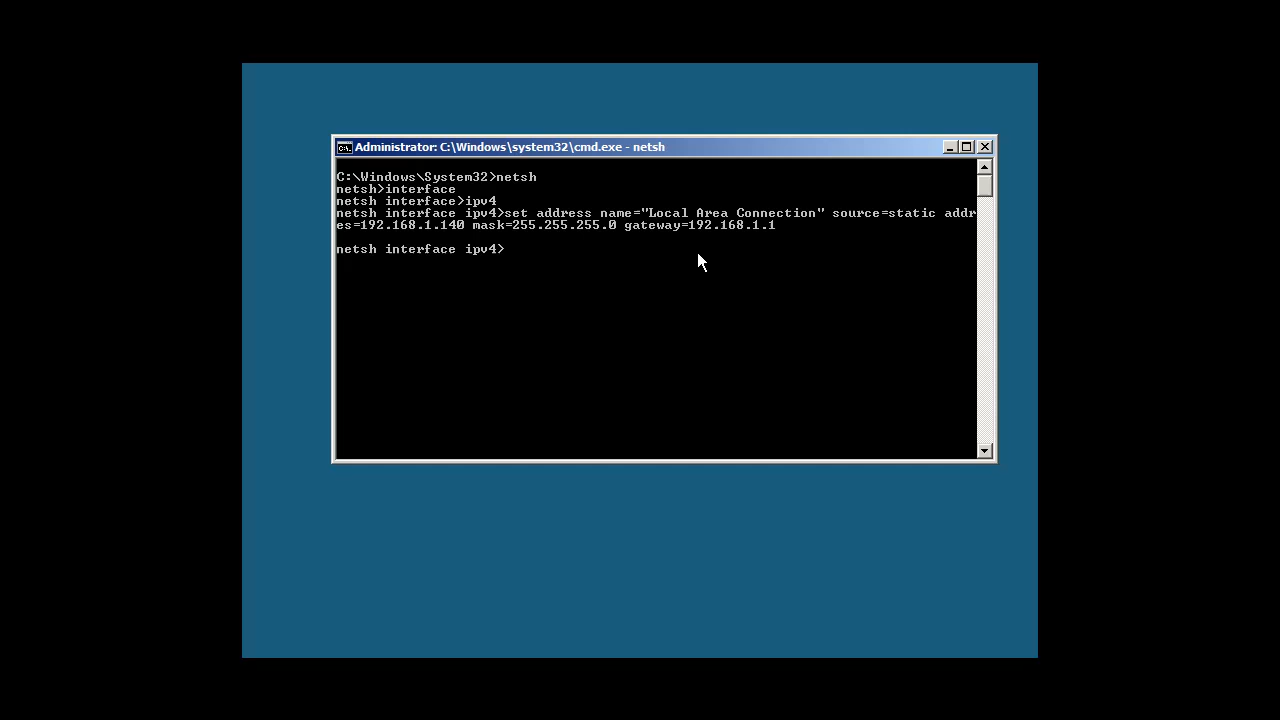 Administrator: C:\Windows\system32\cmd.exe - netsh
C:\Windows\System32>netsh
netsh>interface
netsh interface>ipv4
netsh interface ipv4>set address name="Local Area Connection" source=static addr
es=192.168.1.140 mask=255.255.255.0 gateway=192.168.1.1
netsh interface ipv4>